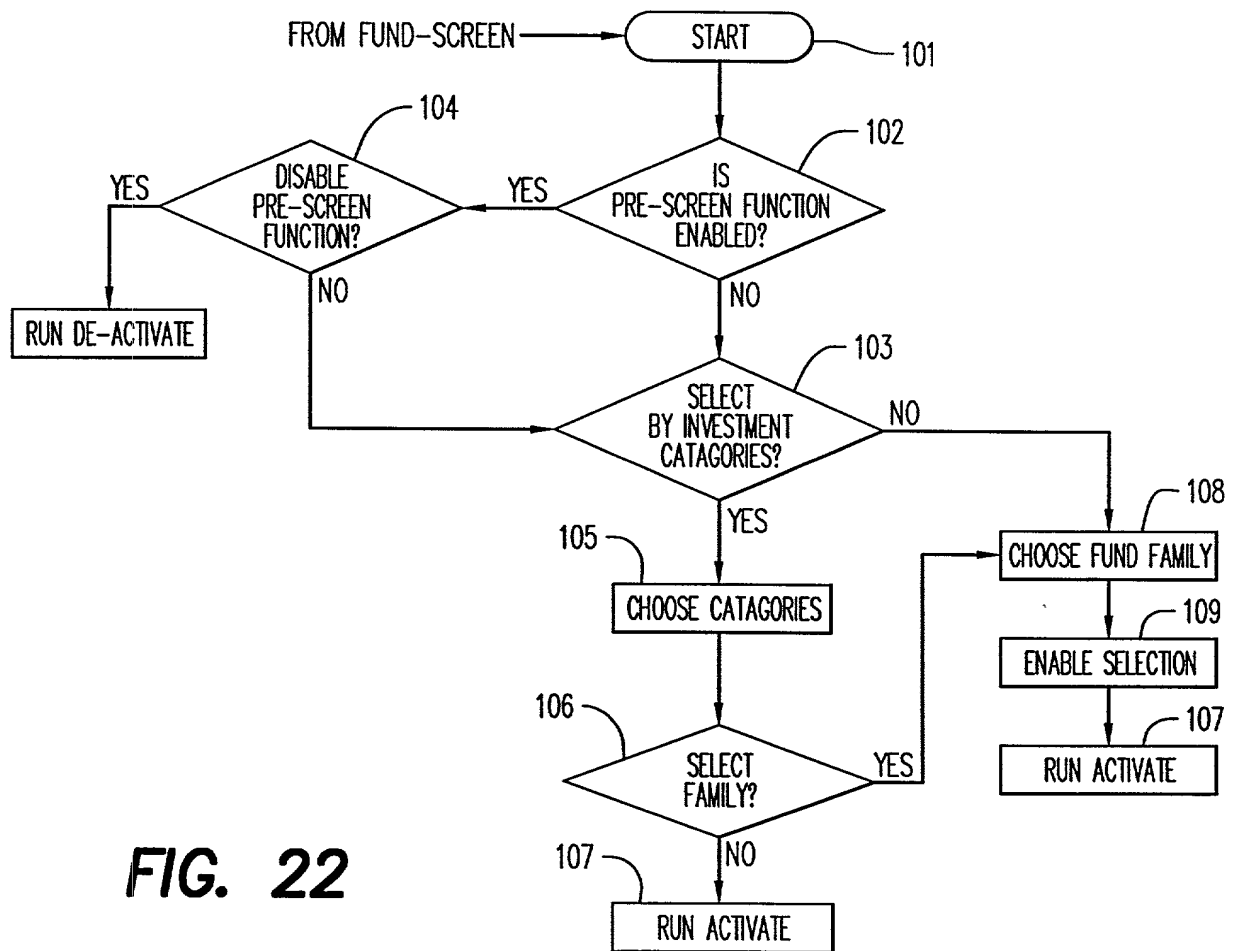 FROM FUND-SCREEN
START
101
104
102
DISABLE
PRE-SCREEN
FUNCTION?
YES
YES
IS
PRE-SCREEN FUNCTION
ENABLED?
NO
NO
RUN DE-ACTIVATE
103
SELECT
BY INVESTMENT
CATAGORIES?
NO
YES
108
105
CHOOSE FUND FAMILY
CHOOSE CATAGORIES
109
ENABLE SELECTION
106
107
SELECT
FAMILY?
YES
RUN ACTIVATE
NO
FIG. 22
107
RUN ACTIVATE